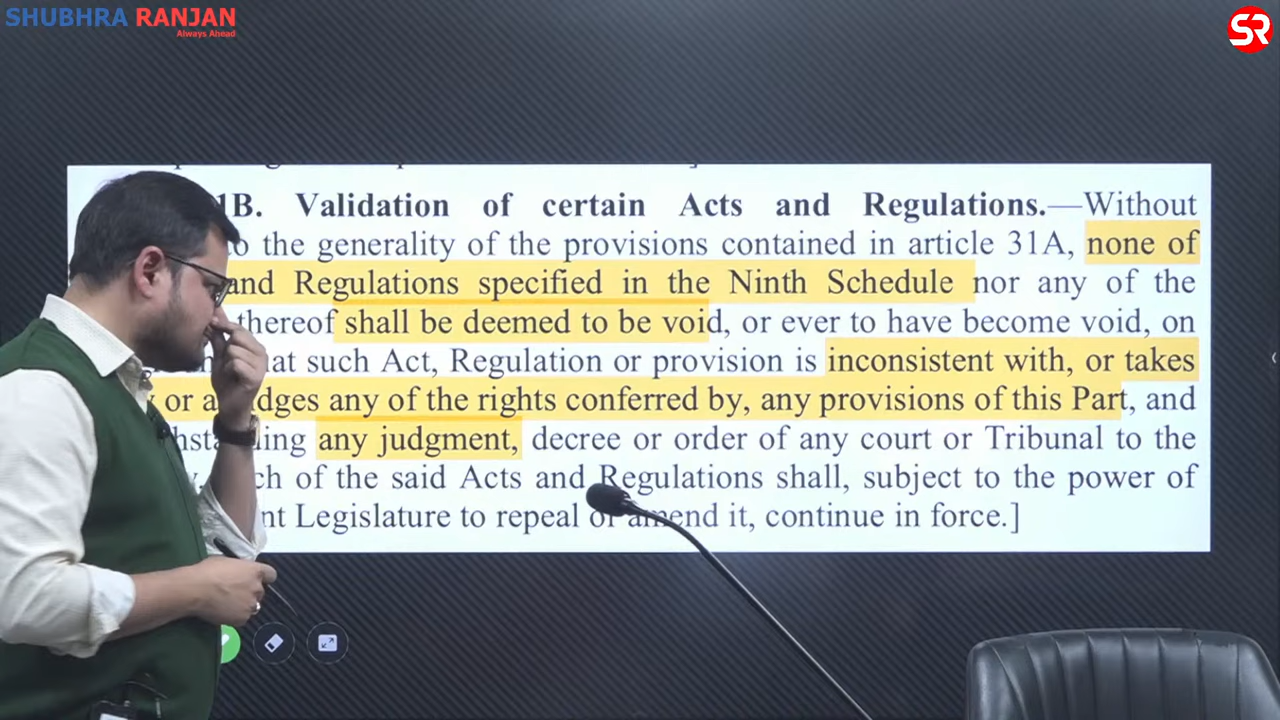 SHUBHRA RANJAN
Always Ahead
SR
1B. Validation of certain Acts and Regulations.—Without
to the generality of the provisions contained in article 31A, none of
and Regulations specified in the Ninth Schedule nor any of the
thereof shall be deemed to be void, or ever to have become void, on
at such Act, Regulation or provision is inconsistent with, or takes
or a dges any of the rights conferred by, any provisions of this Part, and
hsta ding any judgment, decree or order of any court or Tribunal to the
ch of the said Acts and Regulations shall, subject to the power of
nt Legislature to repeal or amend it, continue in force.]